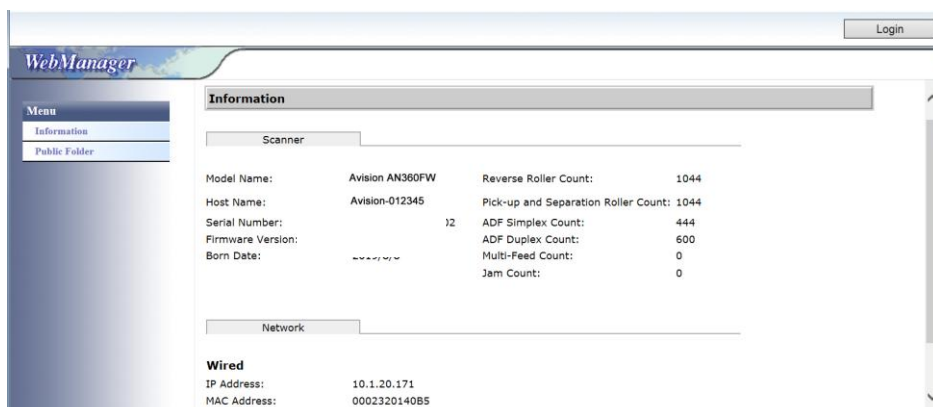 Login
WebManager
Menu
Information
Public Folder
Information
Scanner
Model Name: Avision AN360FW Reverse Roller Count: 1044
Host Name: Avision-012345 Pick-up and Separation Roller Count: 1044
Serial Number: ADF Simplex Count: 444
Firmware Version: ADF Duplex Count: 600
Born Date: Multi-Feed Count: 0
Jam Count: 0
Network
Wired
IP Address: 10.1.20.171
MAC Address: 0002320140B5